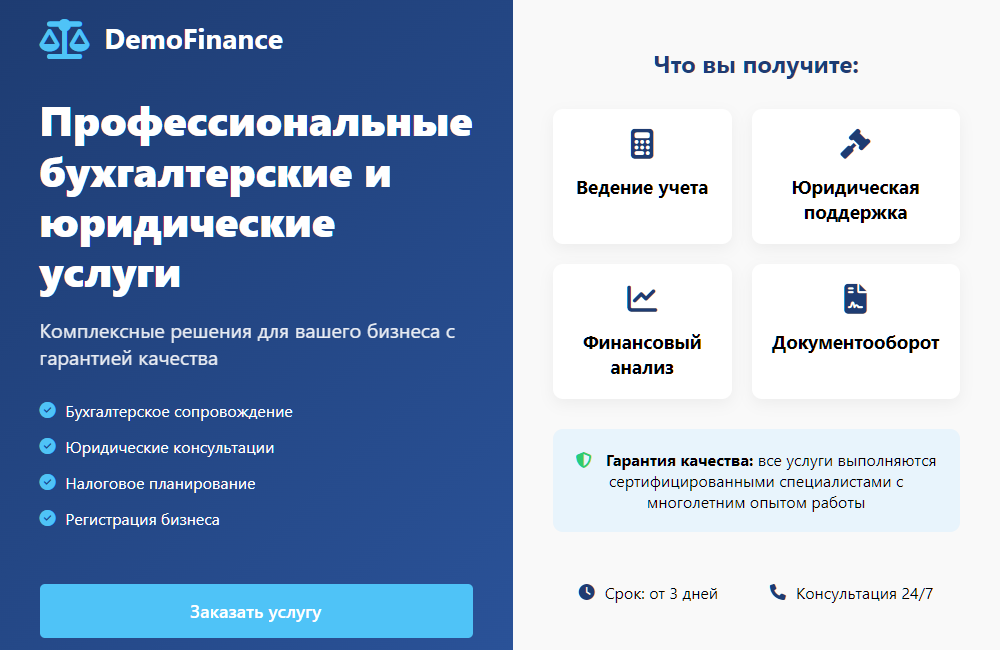 DemoFinance
Профессиональные
бухгалтерские и
юридические
услуги
Комплексные решения для вашего бизнеса с
гарантией качества
Бухгалтерское сопровождение
Юридические консультации
Налоговое планирование
Регистрация бизнеса
Заказать услугу
Что вы получите:
Ведение учета
Юридическая
поддержка
Финансовый
анализ
Документооборот
Гарантия качества: все услуги выполняются
сертифицированными специалистами с
многолетним опытом работы
Срок: от 3 дней
Консультация 24/7